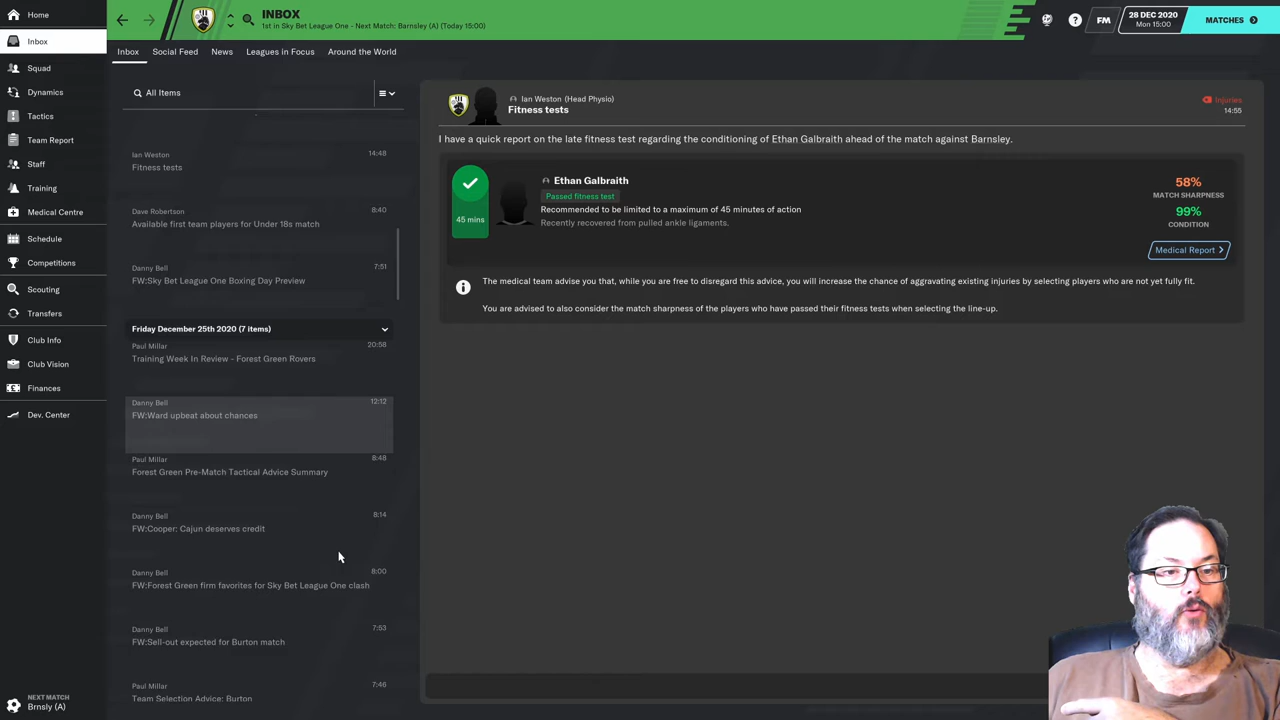 Home
Inbox
Squad
Dynamics
Tactics
Team Report
Staff
Training
Medical Centre
Schedule
Competitions
Scouting
Transfers
Club Info
Club Vision
Finances
Dev. Center
NEXT MATCH
Brnsly (A)
INBOX
1st in Sky Bet League One - Next Match: Barnsley (A) (Today 15:00)
?
FM
28 DEC 2020
Mon 15:00
MATCHES
Inbox
Social Feed
News
Leagues in Focus
Around the World
All Items
Ian Weston
14:48
Fitness tests
Dave Robertson
8:40
Available first team players for Under 18s match
Danny Bell
7:51
FW:Sky Bet League One Boxing Day Preview
Friday December 25th 2020 (7 items)
Paul Millar
20:58
Training Week In Review - Forest Green Rovers
Danny Bell
12:12
FW:Ward upbeat about chances
Paul Millar
8:48
Forest Green Pre-Match Tactical Advice Summary
Danny Bell
8:14
FW:Cooper: Cajun deserves credit
Danny Bell
8:00
FW:Forest Green firm favorites for Sky Bet League One clash
Danny Bell
7:53
FW:Sell-out expected for Burton match
Paul Millar
7:46
Team Selection Advice: Burton
Ian Weston (Head Physio)
Fitness tests
Injuries
14:55
I have a quick report on the late fitness test regarding the conditioning of Ethan Galbraith ahead of the match against Barnsley.
45 mins
Ethan Galbraith
Passed fitness test
Recommended to be limited to a maximum of 45 minutes of action
Recently recovered from pulled ankle ligaments.
58%
MATCH SHARPNESS
99%
CONDITION
Medical Report
The medical team advise you that, while you are free to disregard this advice, you will increase the chance of aggravating existing injuries by selecting players who are not yet fully fit.
You are advised to also consider the match sharpness of the players who have passed their fitness tests when selecting the line-up.